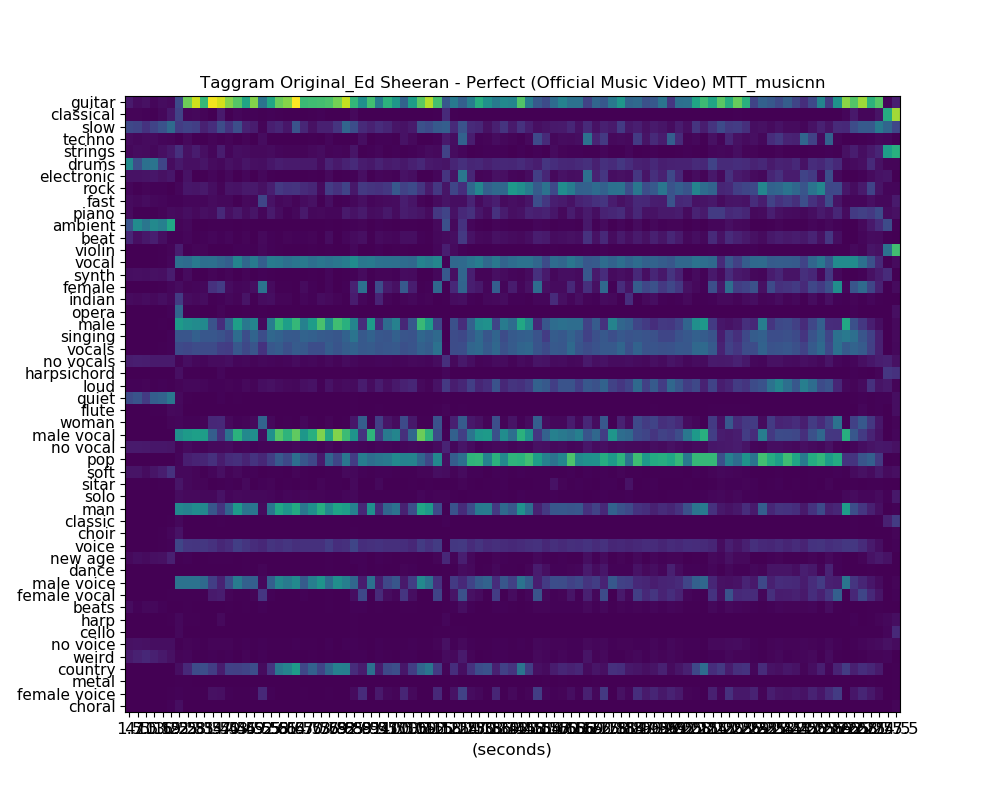 Taggram Original_Ed Sheeran - Perfect (Official Music Video) MTT_musicnn
guitar
classical
slow
techno
strings
drums
electronic
rock
fast
piano
ambient
beat
violin
vocal
synth
female
indian
opera
male
singing
vocals
no vocals
harpsichord
loud
quiet
flute
woman
male vocal
no vocal
pop
soft
sitar
solo
man
classic
choir
voice
new age
dance
male voice
female vocal
beats
harp
cello
no voice
weird
country
metal
female voice
choral
(seconds)